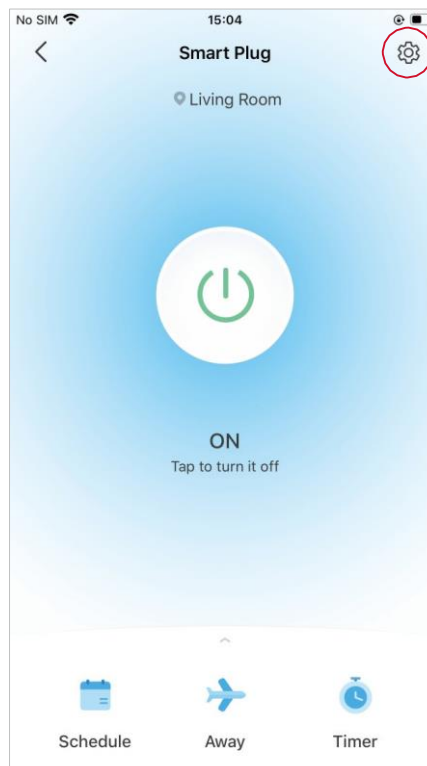 No SIM 15:04
Smart Plug
Living Room
ON
Tap to turn it off
Schedule Away Timer